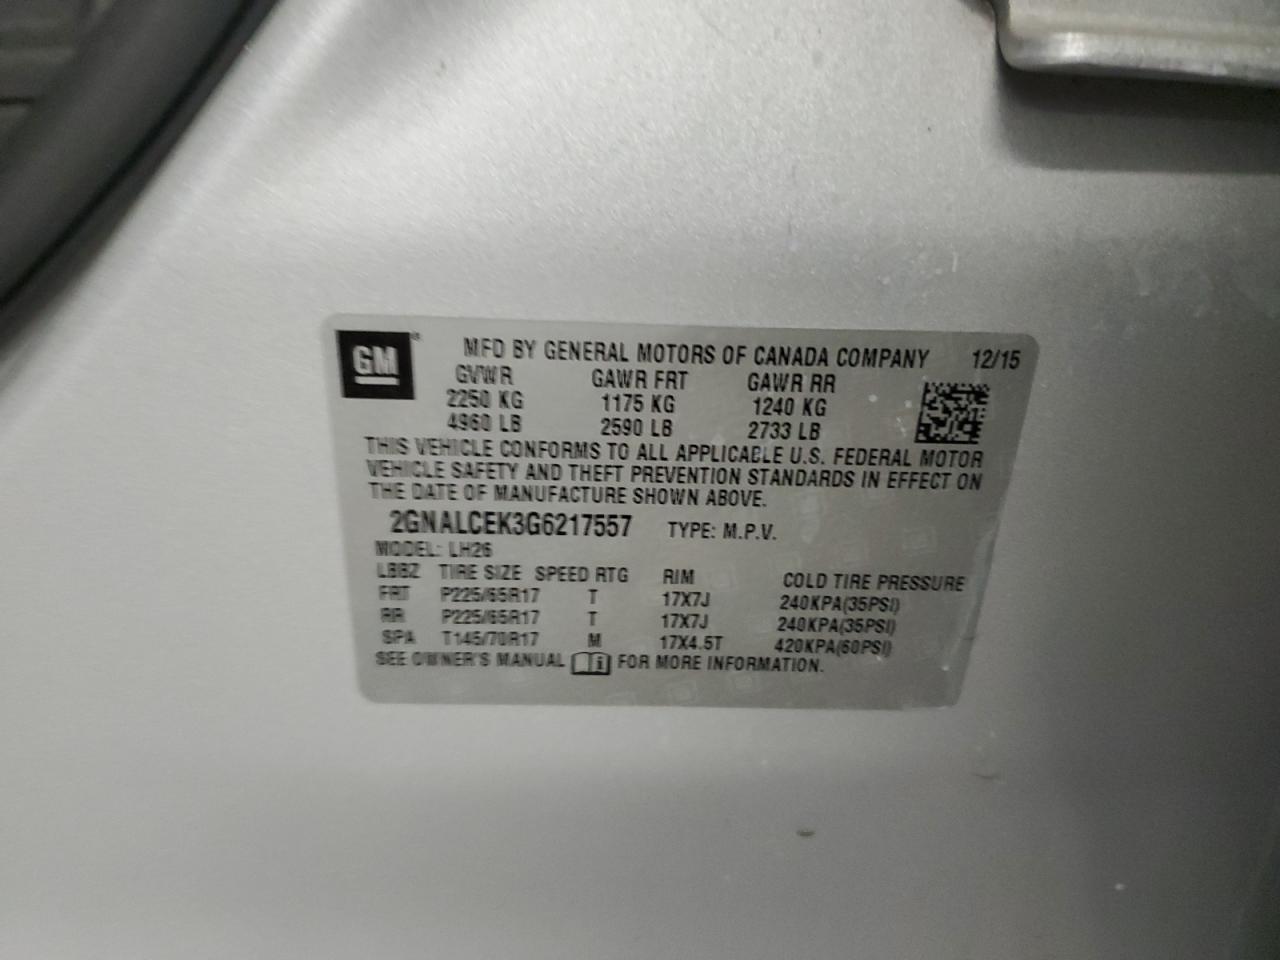 GM
MFD BY GENERAL MOTORS OF CANADA COMPANY 12/15
GVWR GAWR FRT GAWR RR
2250 KG 1175 KG 1240 KG
4960 LB 2590 LB 2733 LB
THIS VEHICLE CONFORMS TO ALL APPLICABLE U.S. FEDERAL MOTOR
VEHICLE SAFETY AND THEFT PREVENTION STANDARDS IN EFFECT ON
THE DATE OF MANUFACTURE SHOWN ABOVE.
2GNALCEK3G6217557 TYPE: M.P.V.
MODEL: LH26
LBBZ TIRE SIZE SPEED RTG RIM COLD TIRE PRESSURE
FRT P225/65R17 T 17X7J 240KPA(35PSI)
RR P225/65R17 T 17X7J 240KPA(35PSI)
SPA T145/70R17 M 17X4.5T 420KPA(60PSI)
SEE OWNER'S MANUAL FOR MORE INFORMATION.